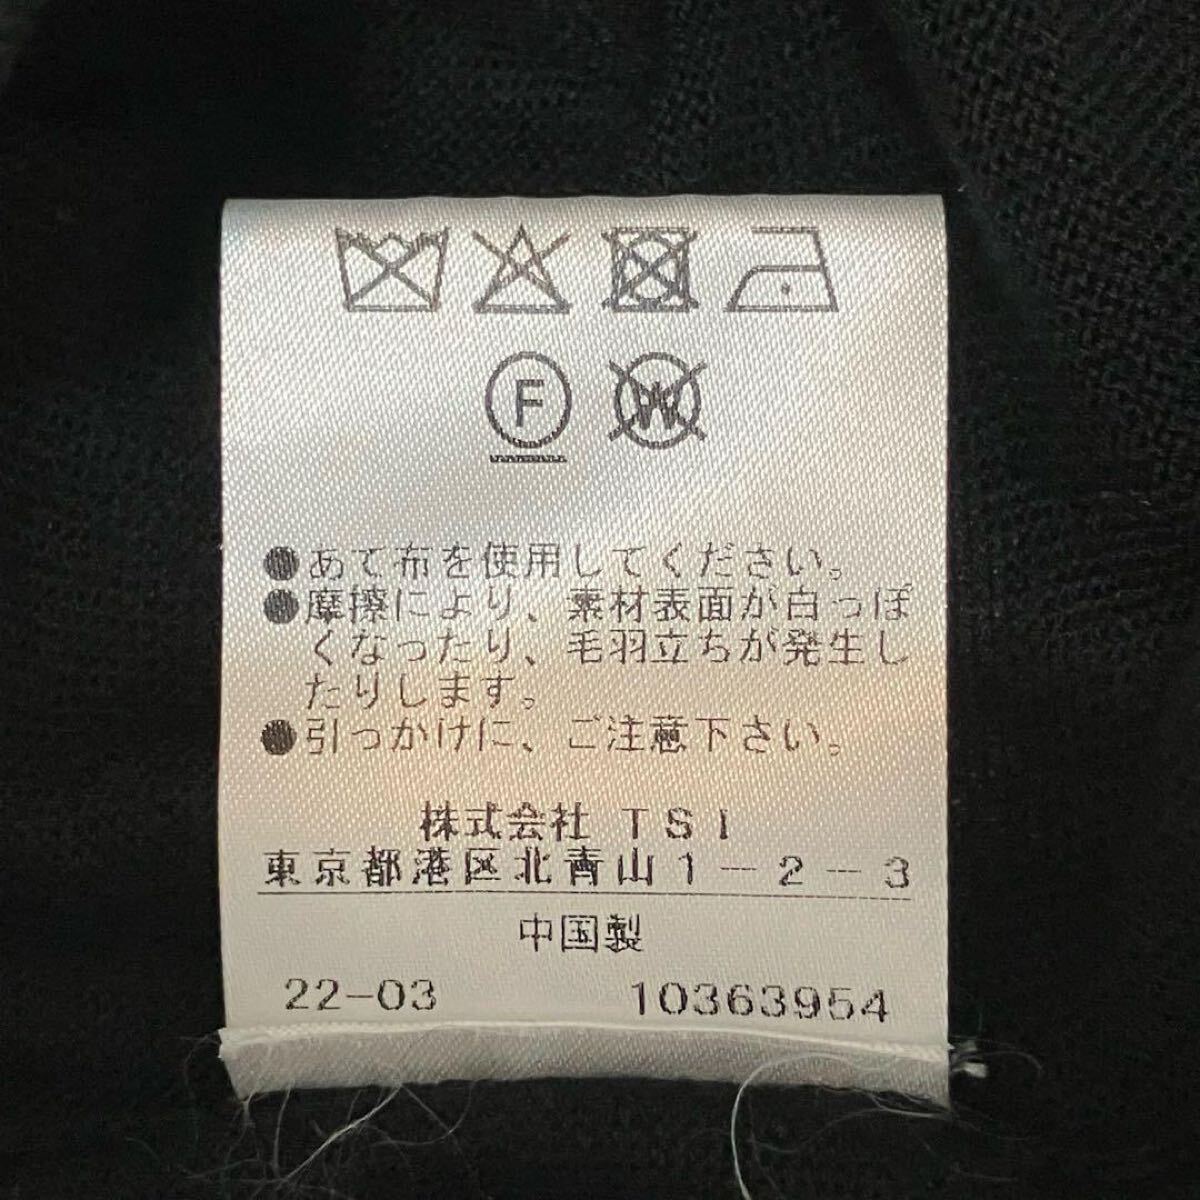 F W
●あて布を使用してください。
●摩擦により、素材表面が白っぽ
くなったり、毛羽立ちが発生し
たりします。
●引っかけに、ご注意下さい。
株式会社 TSI
東京都港区北青山1-2-3
中国製
22-03 10363954